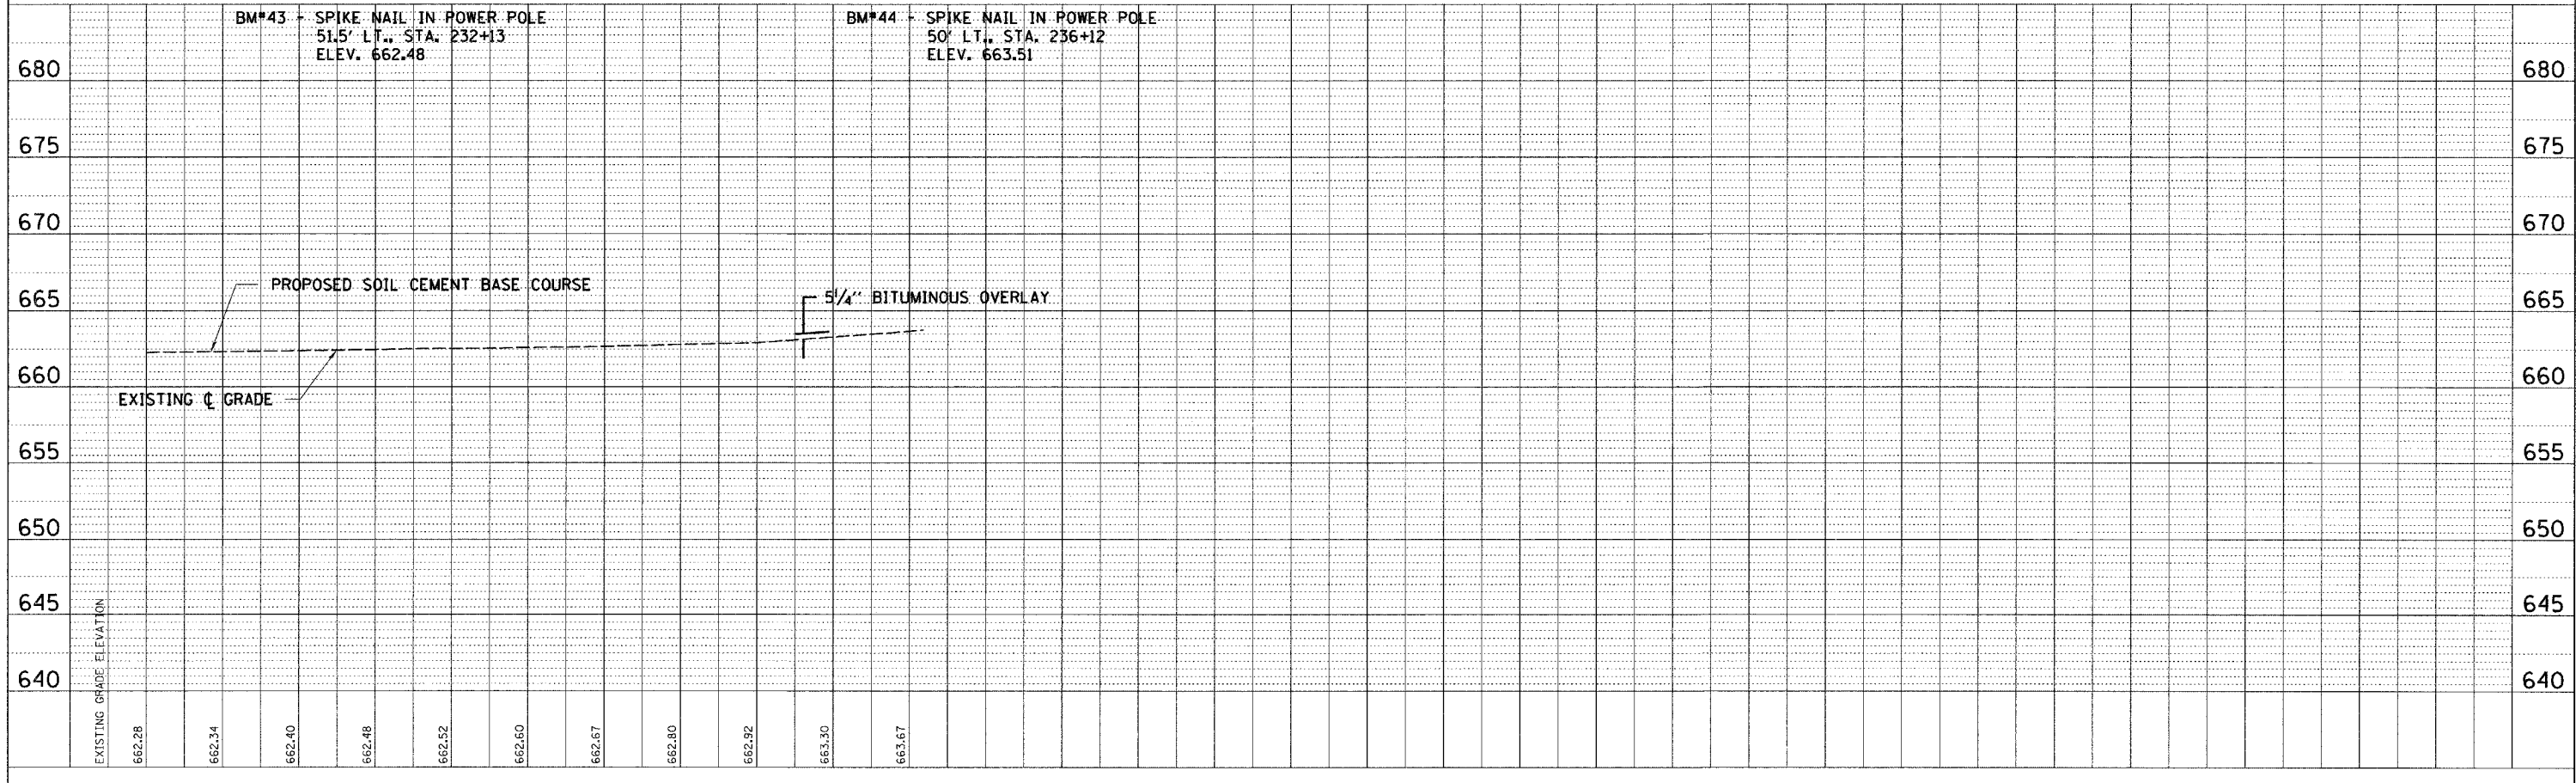 BM#43 - SPIKE NAIL IN POWER POLE
51.5' LT., STA. 232+13
ELEV. 662.48
BM#44 - SPIKE NAIL IN POWER POLE
50' LT., STA. 236+12
ELEV. 663.51
680 680
675 675
670 670
PROPOSED SOIL CEMENT BASE COURSE
665 665
5 1/4" BITUMINOUS OVERLAY
660 660
EXISTING ℄ GRADE
655 655
650 650
645 645
640 640
EXISTING GRADE ELEVATION
662.28
662.34
662.40
662.48
662.52
662.60
662.67
662.80
662.92
663.30
663.67